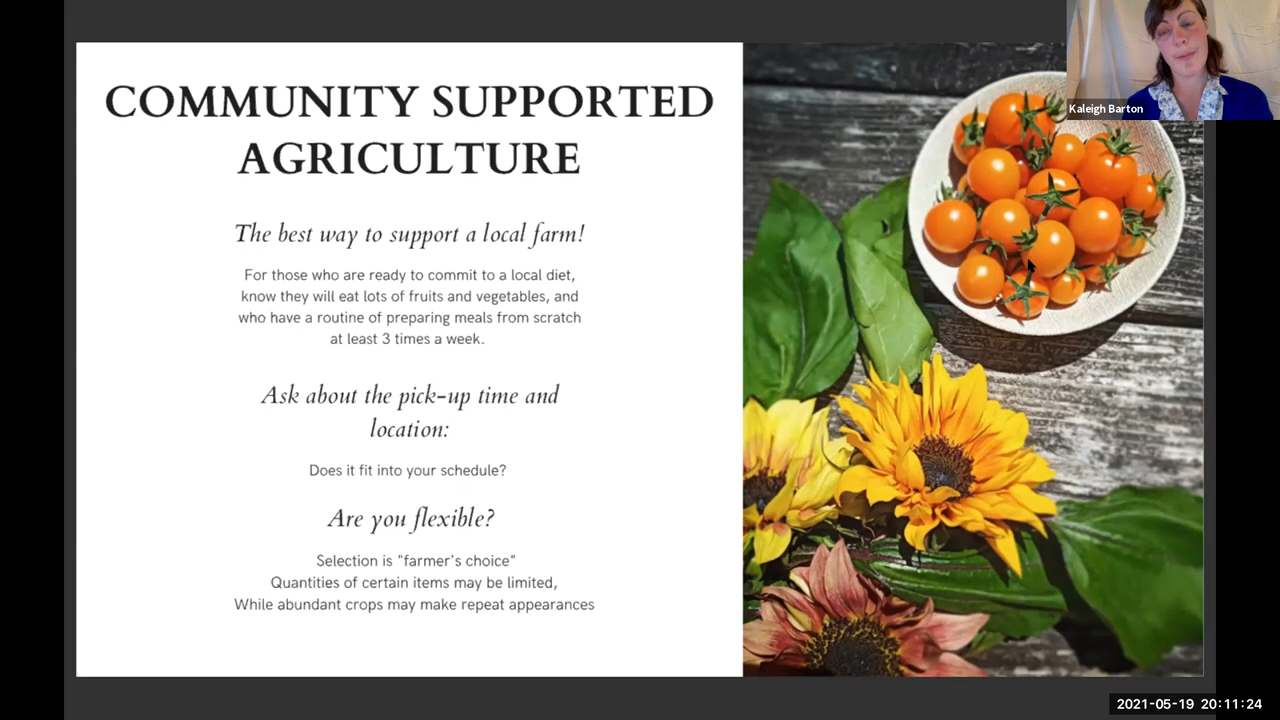 COMMUNITY SUPPORTED
AGRICULTURE
The best way to support a local farm!
For those who are ready to commit to a local diet,
know they will eat lots of fruits and vegetables, and
who have a routine of preparing meals from scratch
at least 3 times a week.
Ask about the pick-up time and
location:
Does it fit into your schedule?
Are you flexible?
Selection is "farmer's choice"
Quantities of certain items may be limited,
While abundant crops may make repeat appearances
Kaleigh Barton
2021-05-19 20:11:24